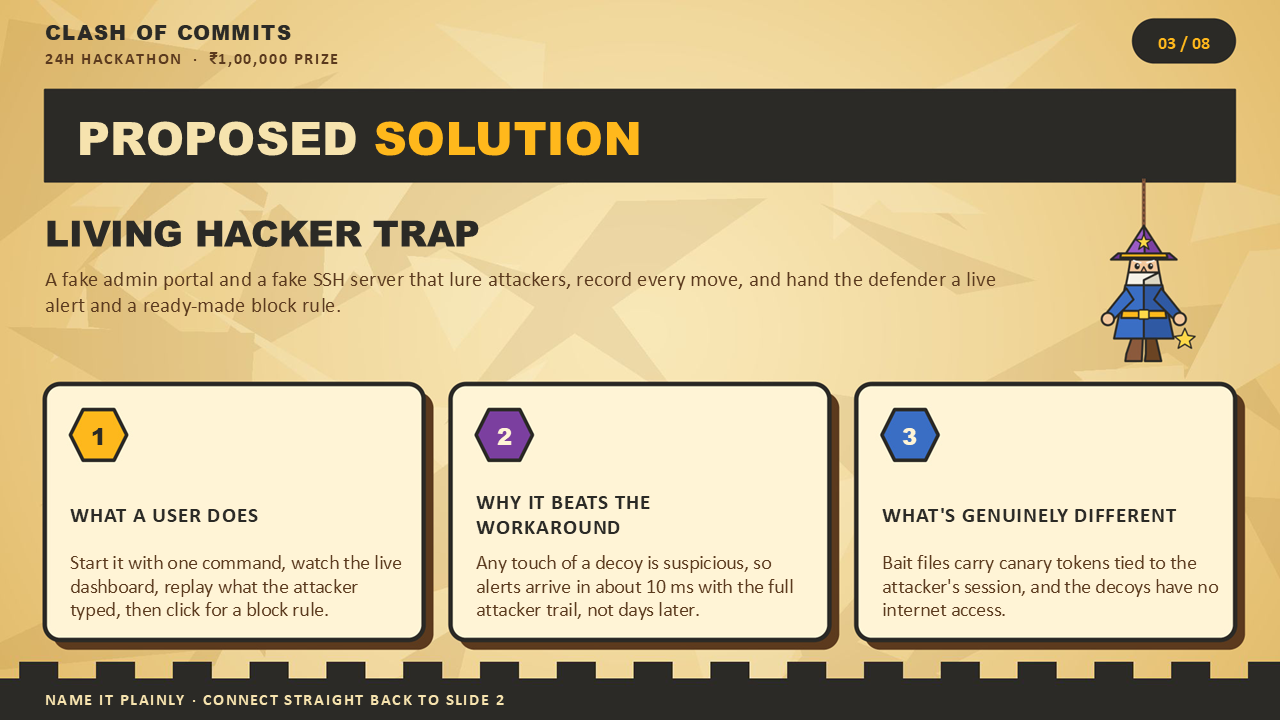 CLASH OF COMMITS
24H HACKATHON · ₹1,00,000 PRIZE
03 / 08
PROPOSED SOLUTION
LIVING HACKER TRAP
A fake admin portal and a fake SSH server that lure attackers, record every move, and hand the defender a live
alert and a ready-made block rule.
1
WHAT A USER DOES
Start it with one command, watch the live
dashboard, replay what the attacker
typed, then click for a block rule.
2
WHY IT BEATS THE
WORKAROUND
Any touch of a decoy is suspicious, so
alerts arrive in about 10 ms with the full
attacker trail, not days later.
3
WHAT'S GENUINELY DIFFERENT
Bait files carry canary tokens tied to the
attacker's session, and the decoys have no
internet access.
NAME IT PLAINLY · CONNECT STRAIGHT BACK TO SLIDE 2